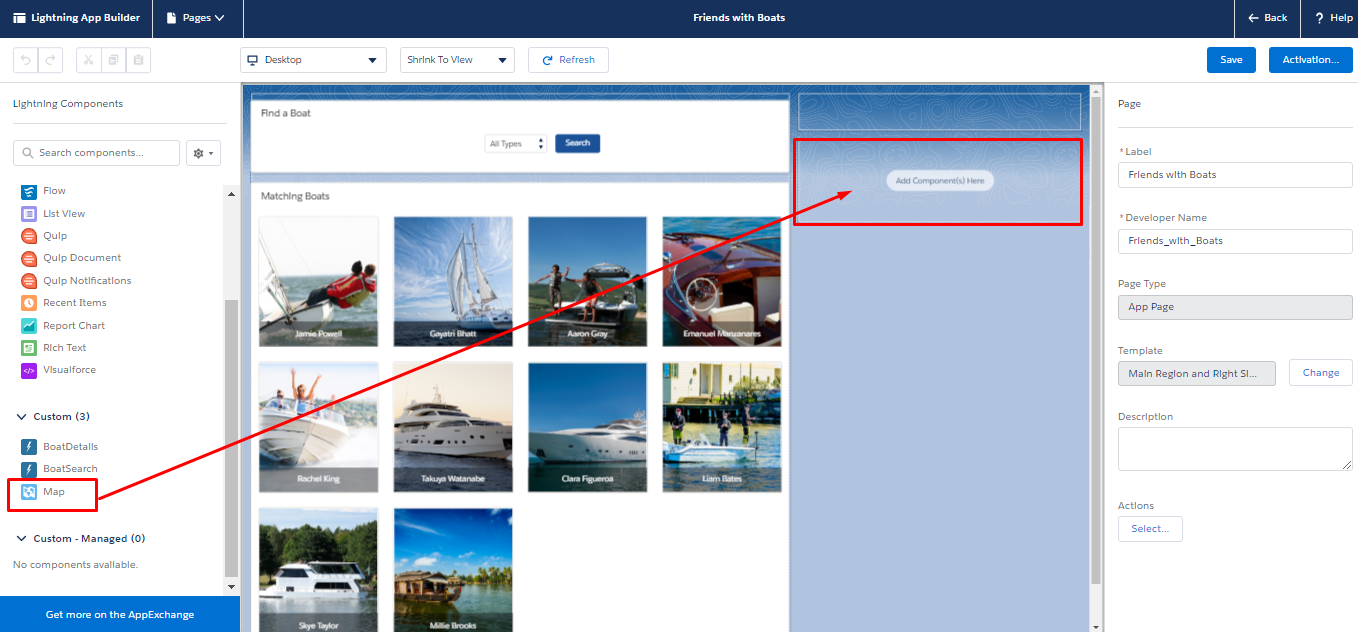 Lightning App Builder
Pages
Friends with Boats
Back
? Help
Desktop
Shrink To View
Refresh
Save
Activation...
Lightning Components
Search components...
Flow
List View
Quip
Quip Document
Quip Notifications
Recent Items
Report Chart
Rich Text
Visualforce
Custom (3)
BoatDetails
BoatSearch
Map
Custom - Managed (0)
No components available.
Get more on the AppExchange
Find a Boat
All Types
Search
Matching Boats
Jamie Powell
Gayatri Bhatt
Aaron Gray
Emanuel Manzanares
Rachel King
Takuya Watanabe
Clara Figueroa
Liam Bates
Skye Taylor
Millie Brooks
Add Component(s) Here
Page
*Label
Friends with Boats
*Developer Name
Friends_with_Boats
Page Type
App Page
Template
Main Region and Right Si...
Change
Description
Actions
Select...